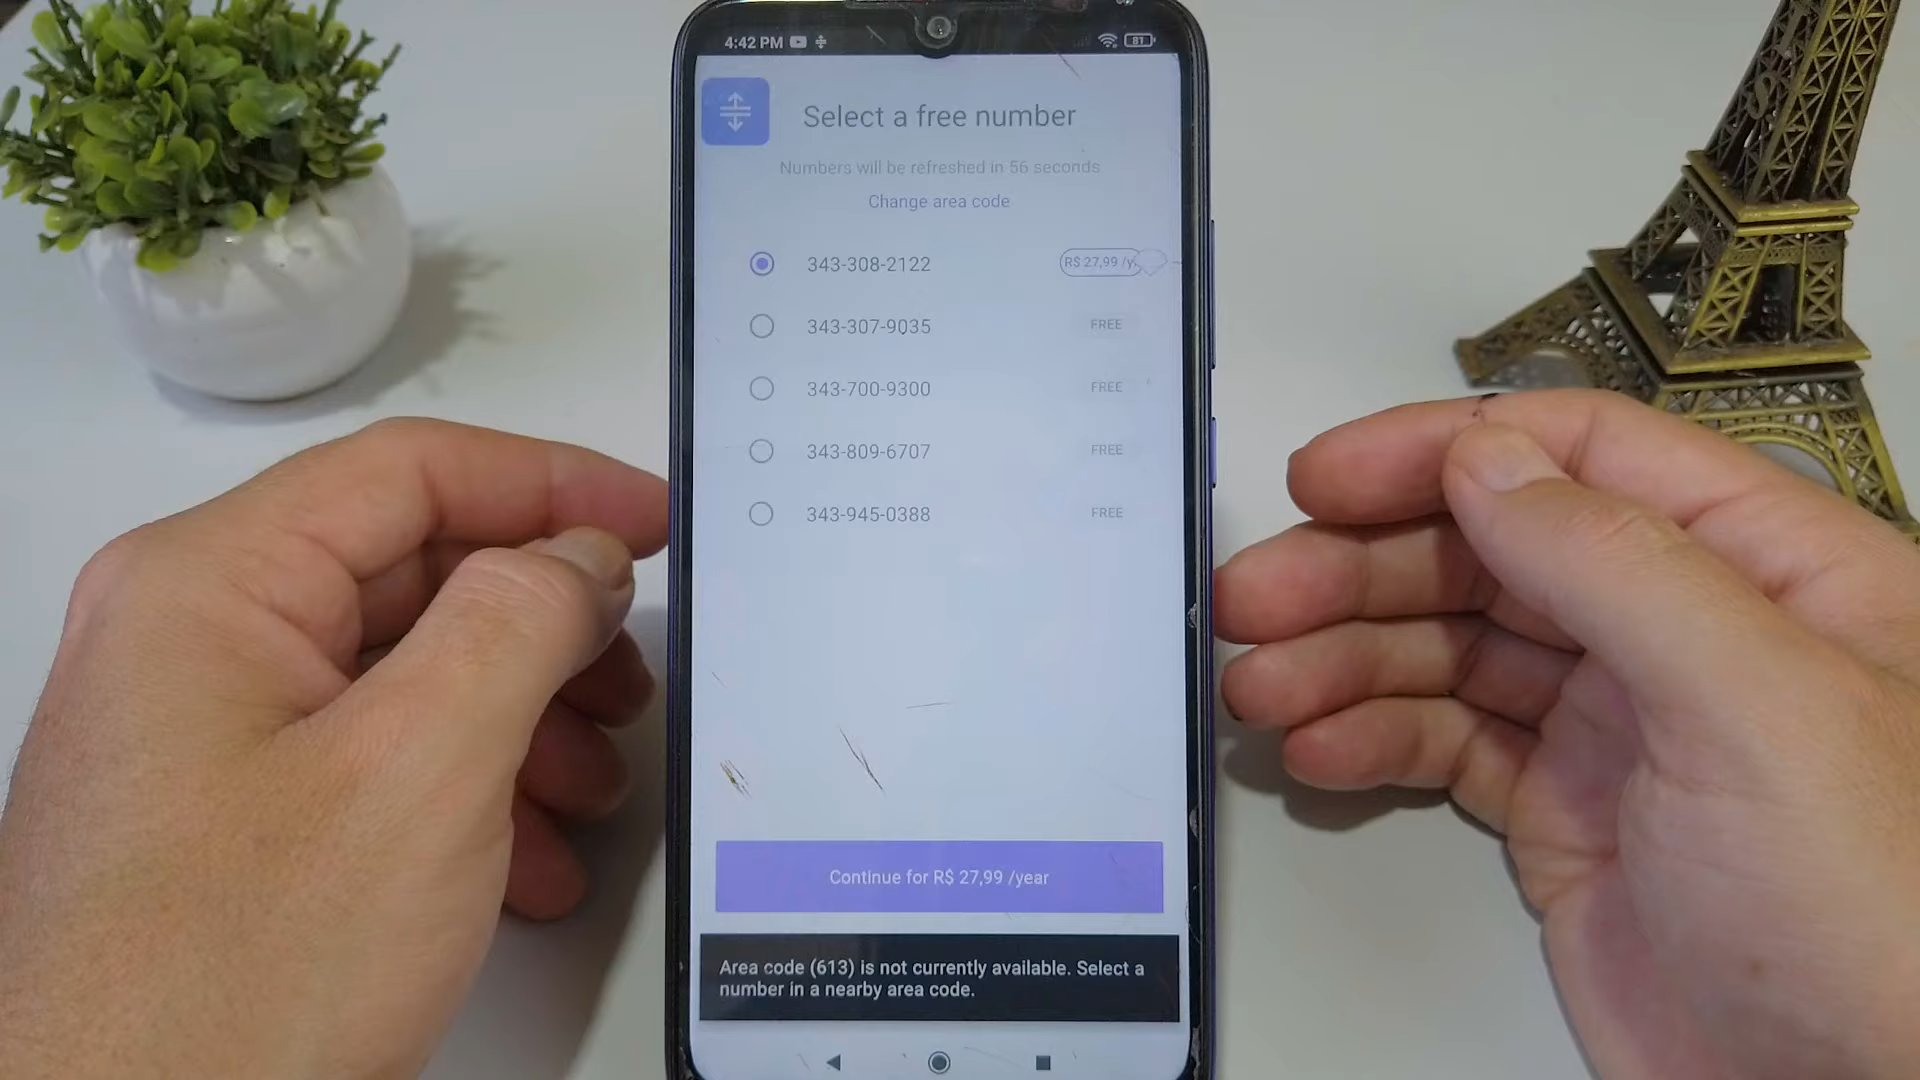 4:42 PM
81
Select a free number
Numbers will be refreshed in 56 seconds
Change area code
343-308-2122 R$ 27,99 /y
343-307-9035 FREE
343-700-9300 FREE
343-809-6707 FREE
343-945-0388 FREE
Continue for R$ 27,99 /year
Area code (613) is not currently available. Select a
number in a nearby area code.